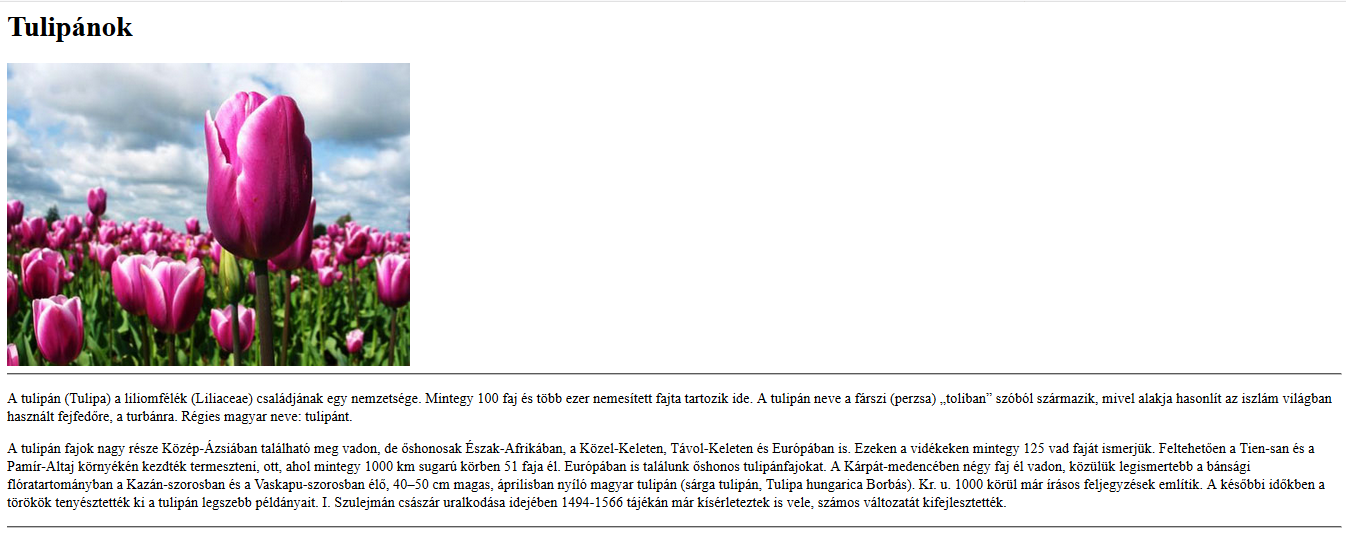 Tulipánok
A tulipán (Tulipa) a liliomfélék (Liliaceae) családjának egy nemzetsége. Mintegy 100 faj és több ezer nemesített fajta tartozik ide. A tulipán neve a fárszi (perzsa) „toliban” szóból származik, mivel alakja hasonlít az iszlám világban
használt fejfedőre, a turbánra. Régies magyar neve: tulipánt.
A tulipán fajok nagy része Közép-Ázsiában található meg vadon, de őshonosak Észak-Afrikában, a Közel-Keleten, Távol-Keleten és Európában is. Ezeken a vidékeken mintegy 125 vad faját ismerjük. Feltehetően a Tien-san és a
Pamír-Altaj környékén kezdték termeszteni, ott, ahol mintegy 1000 km sugarú körben 51 faja él. Európában is találunk őshonos tulipánfajokat. A Kárpát-medencében négy faj él vadon, közülük legismertebb a bánsági
flóratartományban a Kazán-szorosban és a Vaskapu-szorosban élő, 40–50 cm magas, áprilisban nyíló magyar tulipán (sárga tulipán, Tulipa hungarica Borbás). Kr. u. 1000 körül már írásos feljegyzések említik. A későbbi időkben a
törökök tenyésztették ki a tulipán legszebb példányait. I. Szulejmán császár uralkodása idejében 1494-1566 tájékán már kísérleteztek is vele, számos változatát kifejlesztették.